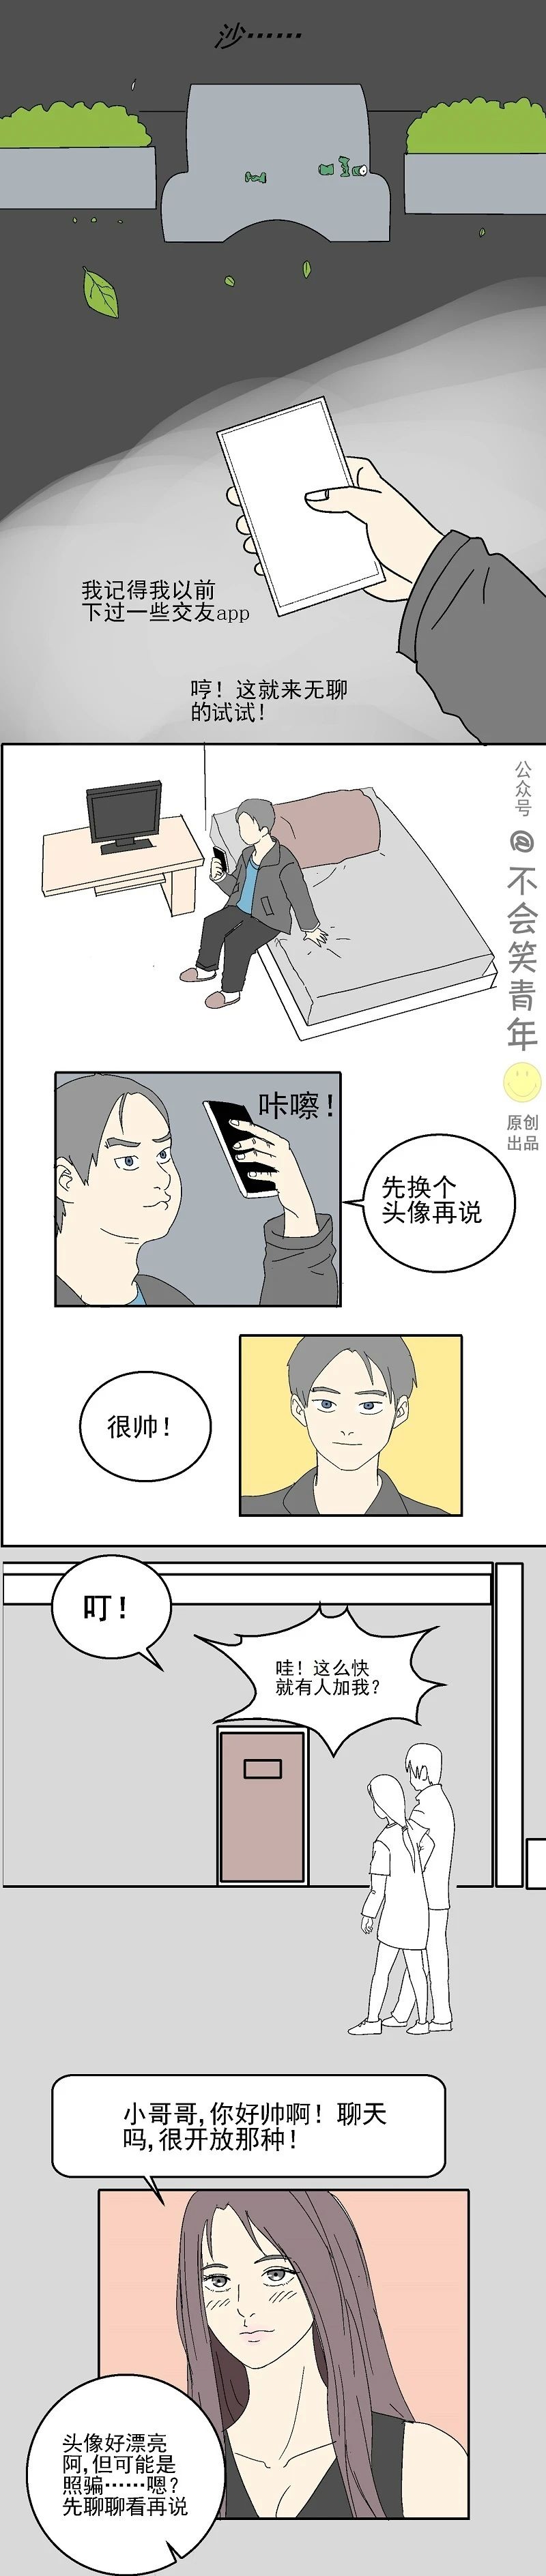 沙……
我记得我以前
下过一些交友app
哼！这就来无聊
的试试！
公众号
@不会笑青年
原创
出品
咔嚓！
先换个
头像再说
很帅！
叮！
哇！这么快
就有人加我？
小哥哥,你好帅啊！聊天
吗,很开放那种！
头像好漂亮
阿,但可能是
照骗……嗯？
先聊聊看再说